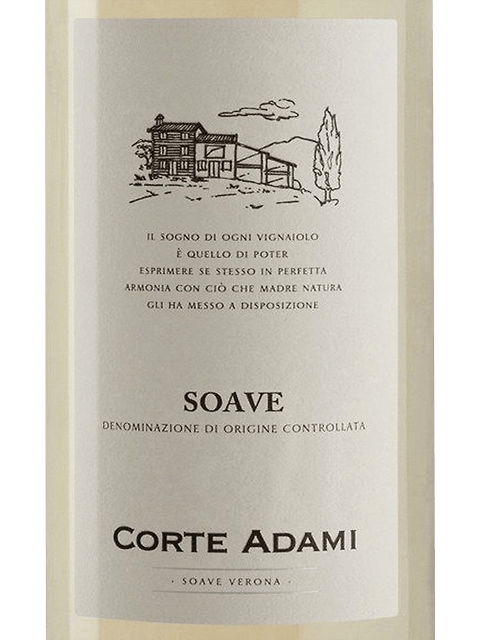 IL SOGNO DI OGNI VIGNAIOLO
È QUELLO DI POTER
ESPRIMERE SE STESSO IN PERFETTA
ARMONIA CON CIÒ CHE MADRE NATURA
GLI HA MESSO A DISPOSIZIONE
SOAVE
DENOMINAZIONE DI ORIGINE CONTROLLATA
CORTE ADAMI
· SOAVE VERONA ·